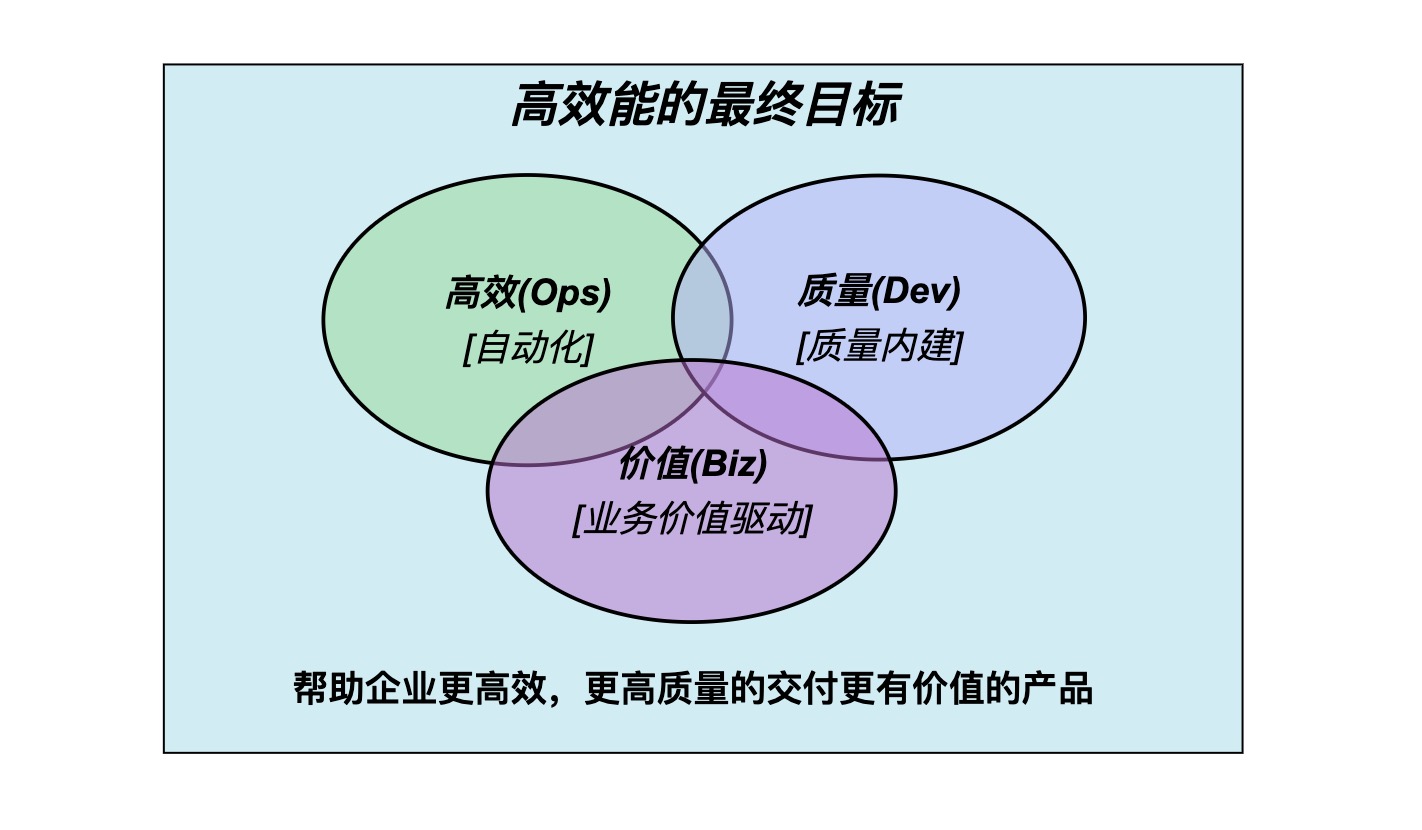 高效能的最终目标
高效(Ops)
[自动化]
质量(Dev)
[质量内建]
价值(Biz)
[业务价值驱动]
帮助企业更高效，更高质量的交付更有价值的产品